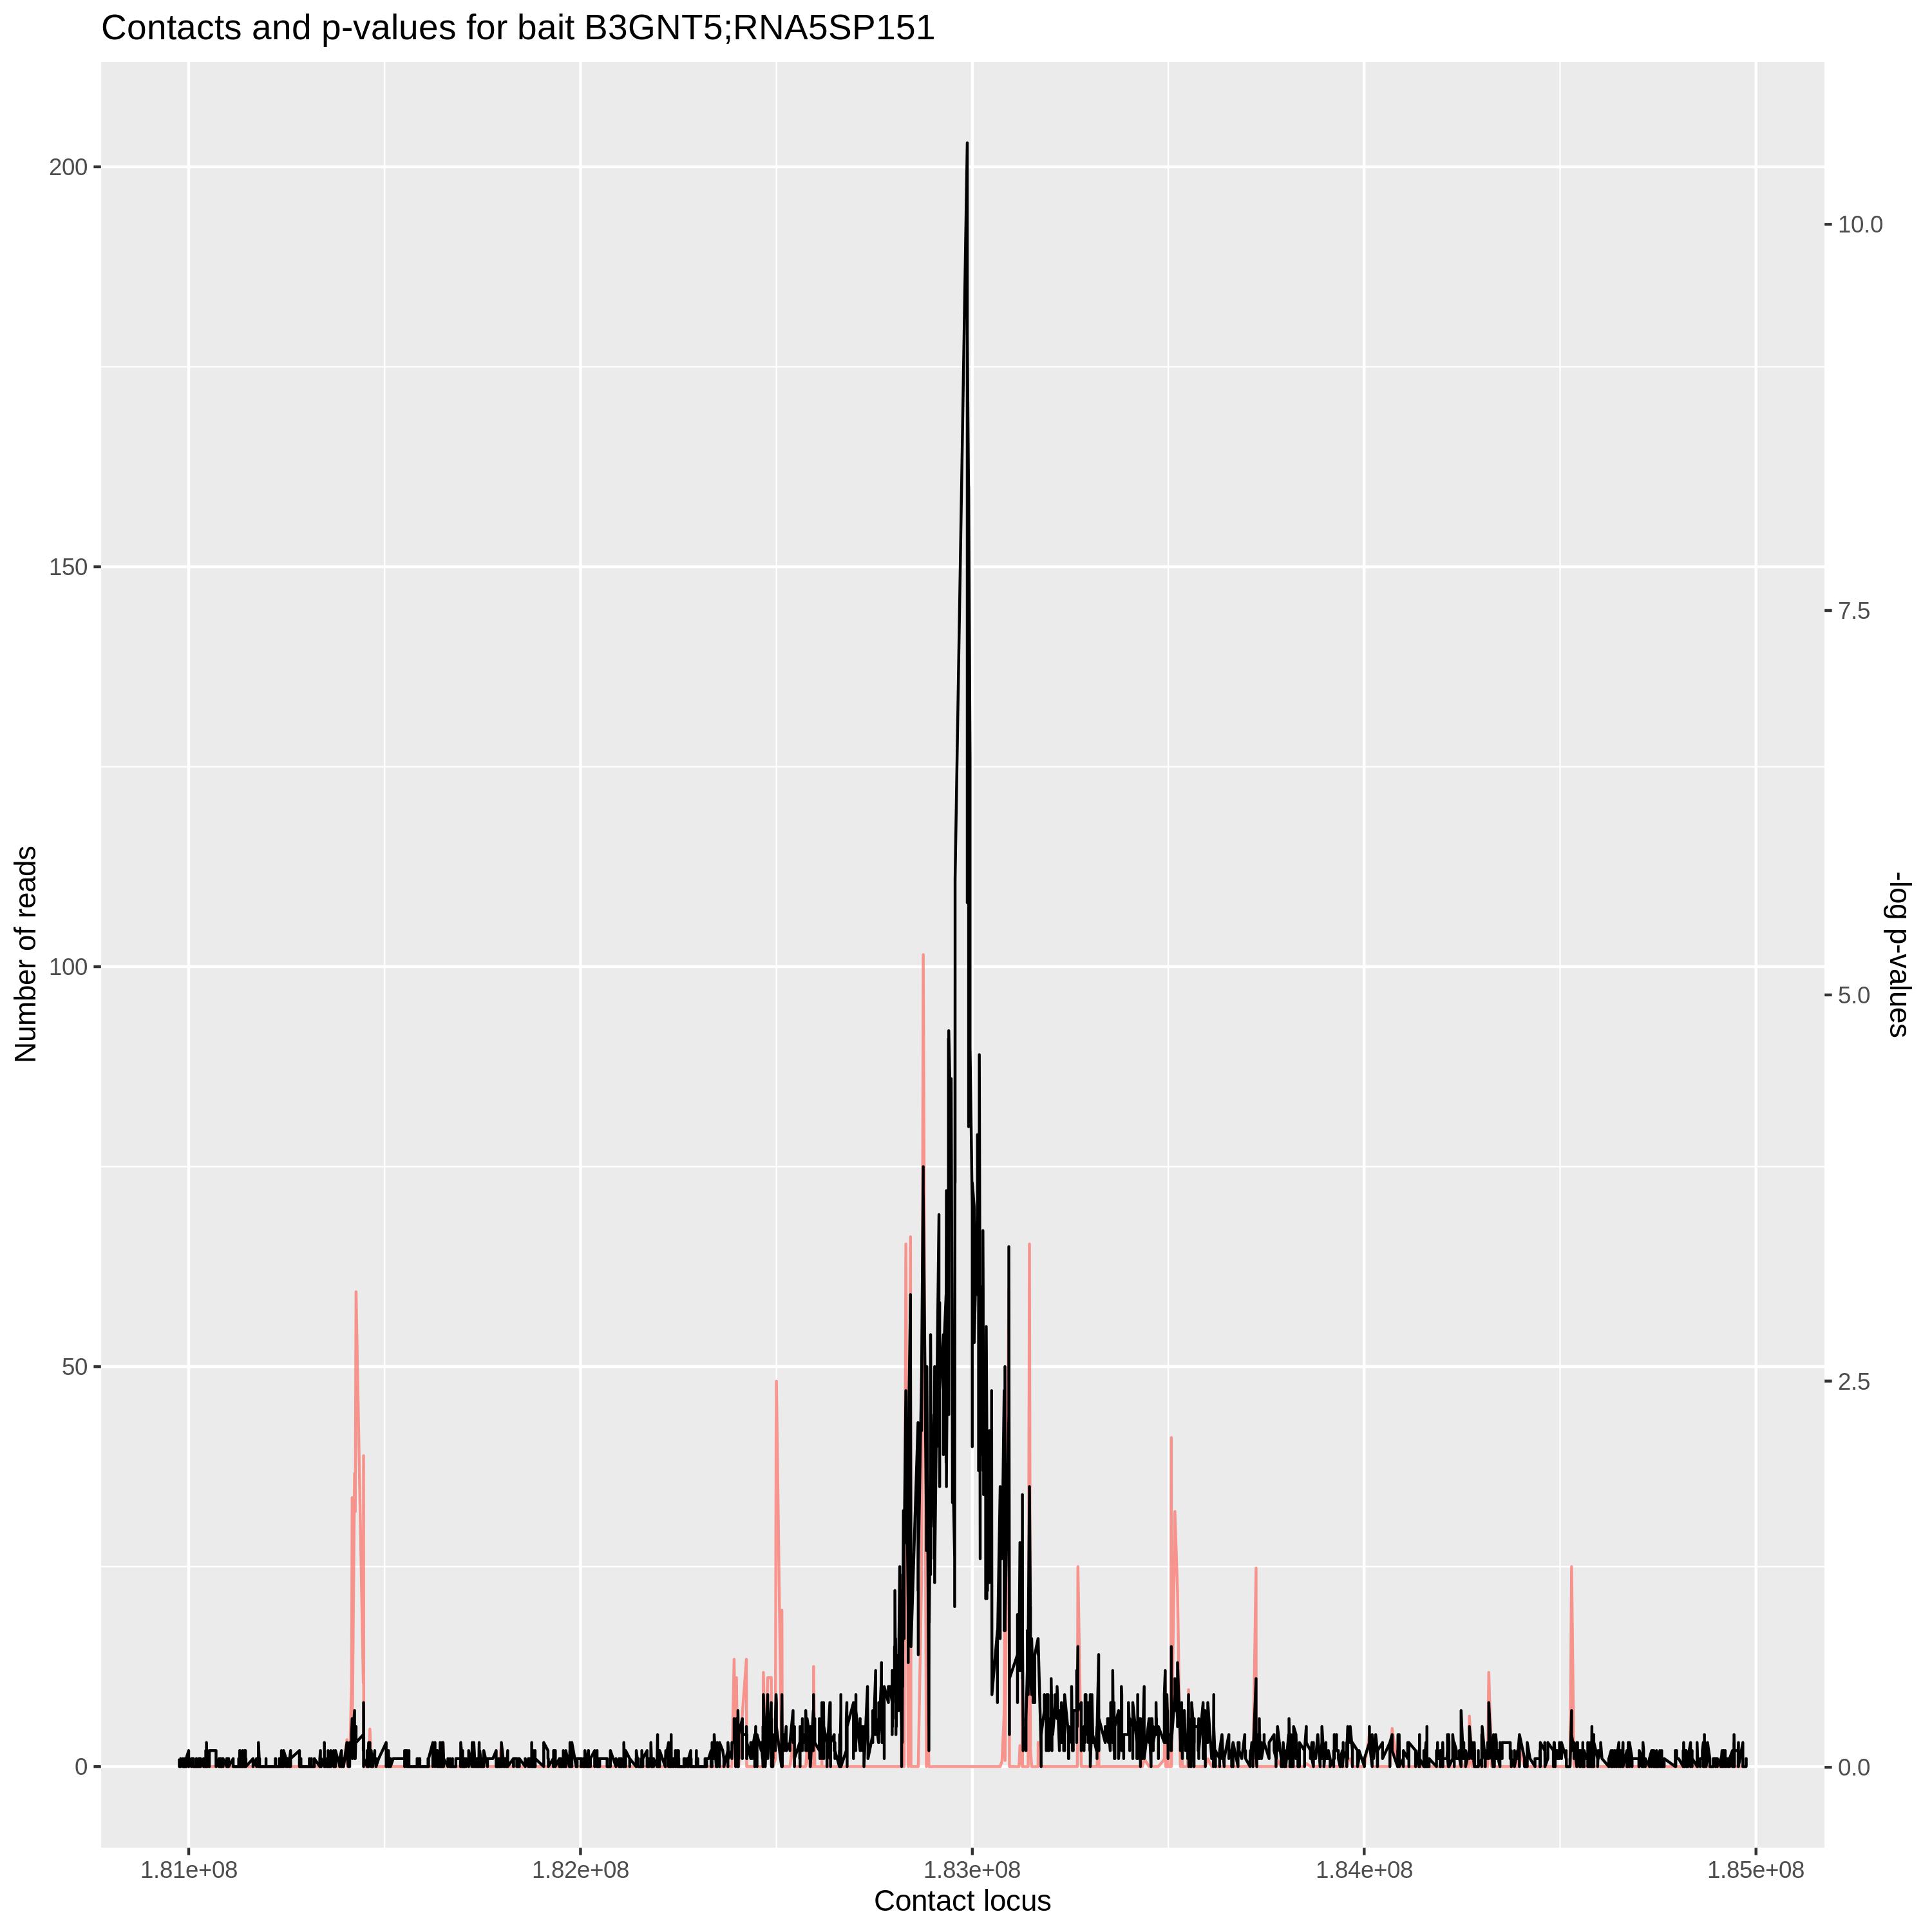 Contacts and p-values for bait B3GNT5;RNA5SP151
200
150
100
50
0
Number of reads
10.0
7.5
5.0
2.5
0.0
-log p-values
1.81e+08
1.82e+08
1.83e+08
1.84e+08
1.85e+08
Contact locus